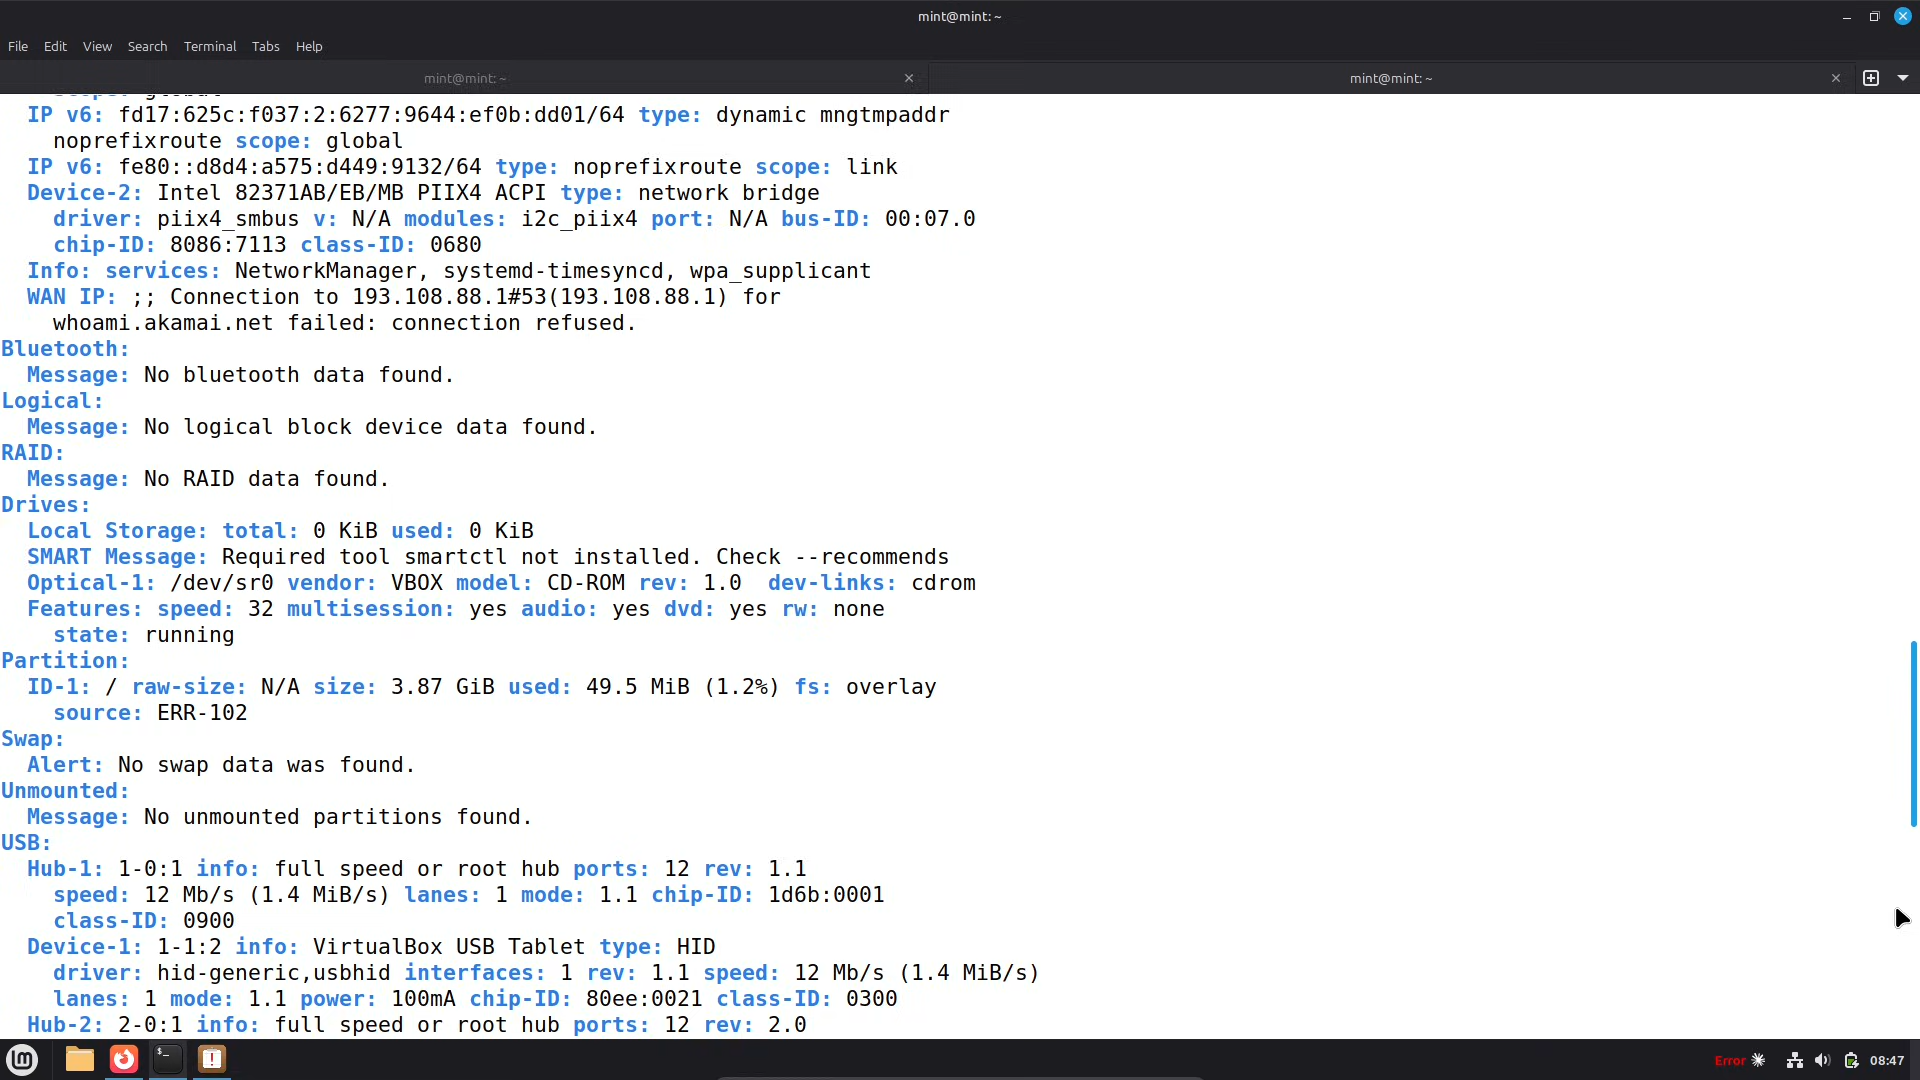 mint@mint: ~
File Edit View Search Terminal Tabs Help
mint@mint: ~
mint@mint: ~
IP v6: fd17:625c:f037:2:6277:9644:ef0b:dd01/64 type: dynamic mngtmpaddr
noprefixroute scope: global
IP v6: fe80::d8d4:a575:d449:9132/64 type: noprefixroute scope: link
Device-2: Intel 82371AB/EB/MB PIIX4 ACPI type: network bridge
driver: piix4_smbus v: N/A modules: i2c_piix4 port: N/A bus-ID: 00:07.0
chip-ID: 8086:7113 class-ID: 0680
Info: services: NetworkManager, systemd-timesyncd, wpa_supplicant
WAN IP: ;; Connection to 193.108.88.1#53(193.108.88.1) for
whoami.akamai.net failed: connection refused.
Bluetooth:
Message: No bluetooth data found.
Logical:
Message: No logical block device data found.
RAID:
Message: No RAID data found.
Drives:
Local Storage: total: 0 KiB used: 0 KiB
SMART Message: Required tool smartctl not installed. Check --recommends
Optical-1: /dev/sr0 vendor: VBOX model: CD-ROM rev: 1.0 dev-links: cdrom
Features: speed: 32 multisession: yes audio: yes dvd: yes rw: none
state: running
Partition:
ID-1: / raw-size: N/A size: 3.87 GiB used: 49.5 MiB (1.2%) fs: overlay
source: ERR-102
Swap:
Alert: No swap data was found.
Unmounted:
Message: No unmounted partitions found.
USB:
Hub-1: 1-0:1 info: full speed or root hub ports: 12 rev: 1.1
speed: 12 Mb/s (1.4 MiB/s) lanes: 1 mode: 1.1 chip-ID: 1d6b:0001
class-ID: 0900
Device-1: 1-1:2 info: VirtualBox USB Tablet type: HID
driver: hid-generic,usbhid interfaces: 1 rev: 1.1 speed: 12 Mb/s (1.4 MiB/s)
lanes: 1 mode: 1.1 power: 100mA chip-ID: 80ee:0021 class-ID: 0300
Hub-2: 2-0:1 info: full speed or root hub ports: 12 rev: 2.0
Error 08:47